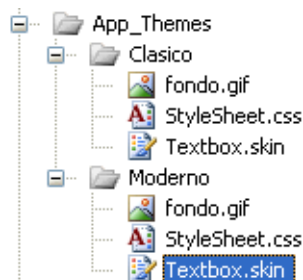 App_Themes
Clasico
fondo.gif
StyleSheet.css
Textbox.skin
Moderno
fondo.gif
StyleSheet.css
Textbox.skin